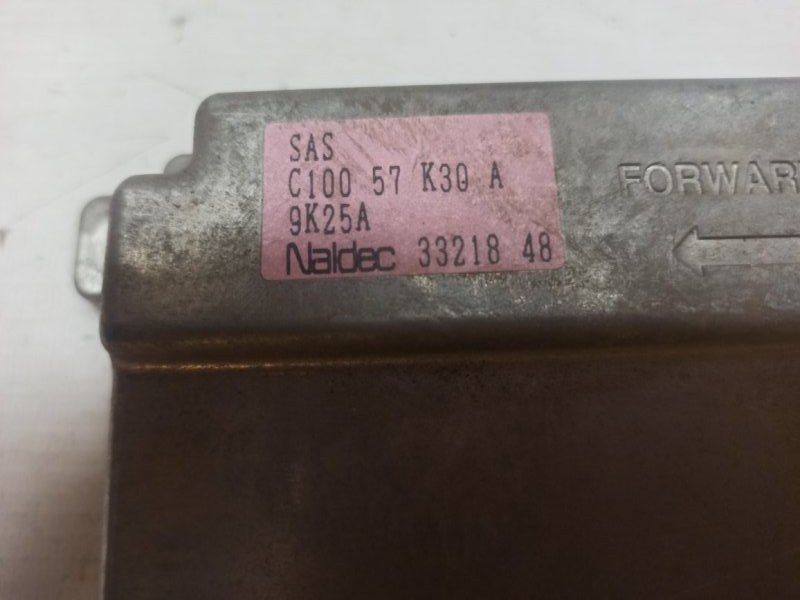 SAS
C100 57 K30 A
9K25A
Naldec 33218 48
FORWAR